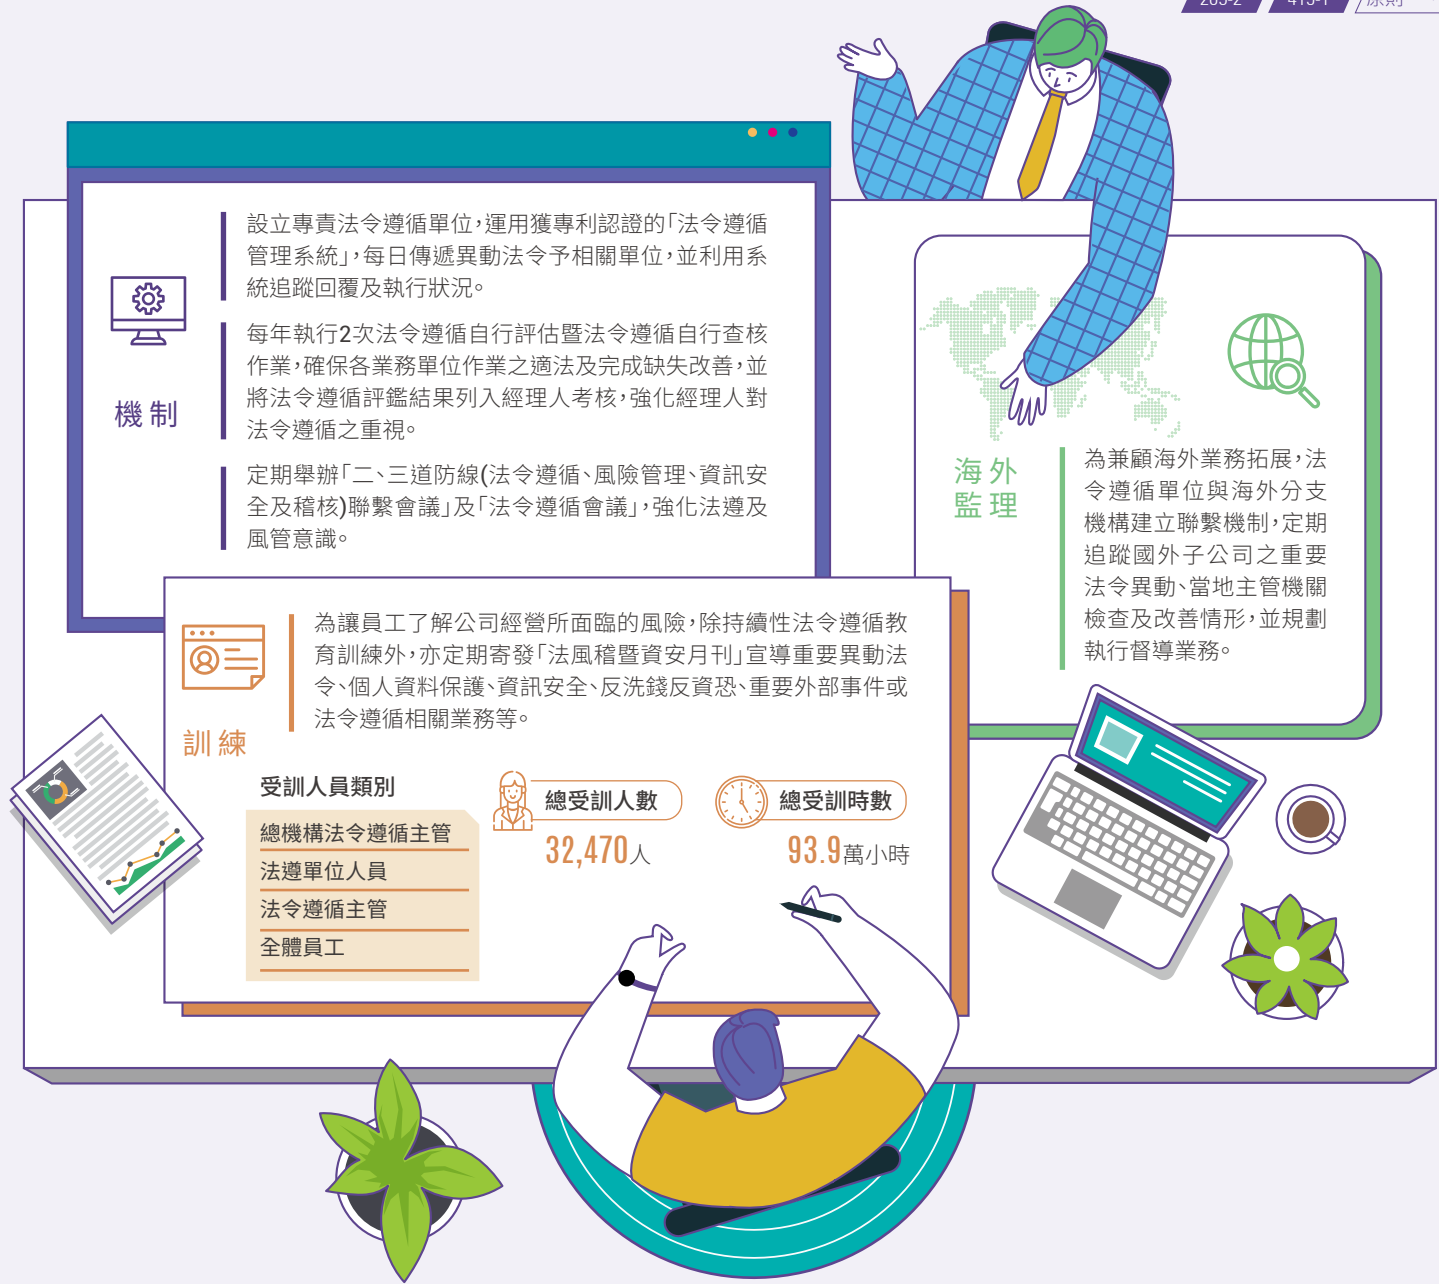 205-2 415-1 原則
設立專責法令遵循單位,運用獲專利認證的「法令遵循
管理系統」,每日傳遞異動法令予相關單位,並利用系
統追蹤回覆及執行狀況。
每年執行2次法令遵循自行評估暨法令遵循自行查核
作業,確保各業務單位作業之適法及完成缺失改善,並
將法令遵循評鑑結果列入經理人考核,強化經理人對
法令遵循之重視。
機制
定期舉辦「二、三道防線(法令遵循、風險管理、資訊安
全及稽核)聯繫會議」及「法令遵循會議」,強化法遵及
風管意識。
海外
監理
為兼顧海外業務拓展,法
令遵循單位與海外分支
機構建立聯繫機制,定期
追蹤國外子公司之重要
法令異動、當地主管機關
檢查及改善情形,並規劃
執行督導業務。
為讓員工了解公司經營所面臨的風險,除持續性法令遵循教
育訓練外,亦定期寄發「法風稽暨資安月刊」宣導重要異動法
令、個人資料保護、資訊安全、反洗錢反資恐、重要外部事件或
法令遵循相關業務等。
訓練
受訓人員類別
總機構法令遵循主管
法遵單位人員
法令遵循主管
全體員工
總受訓人數
32,470人
總受訓時數
93.9萬小時